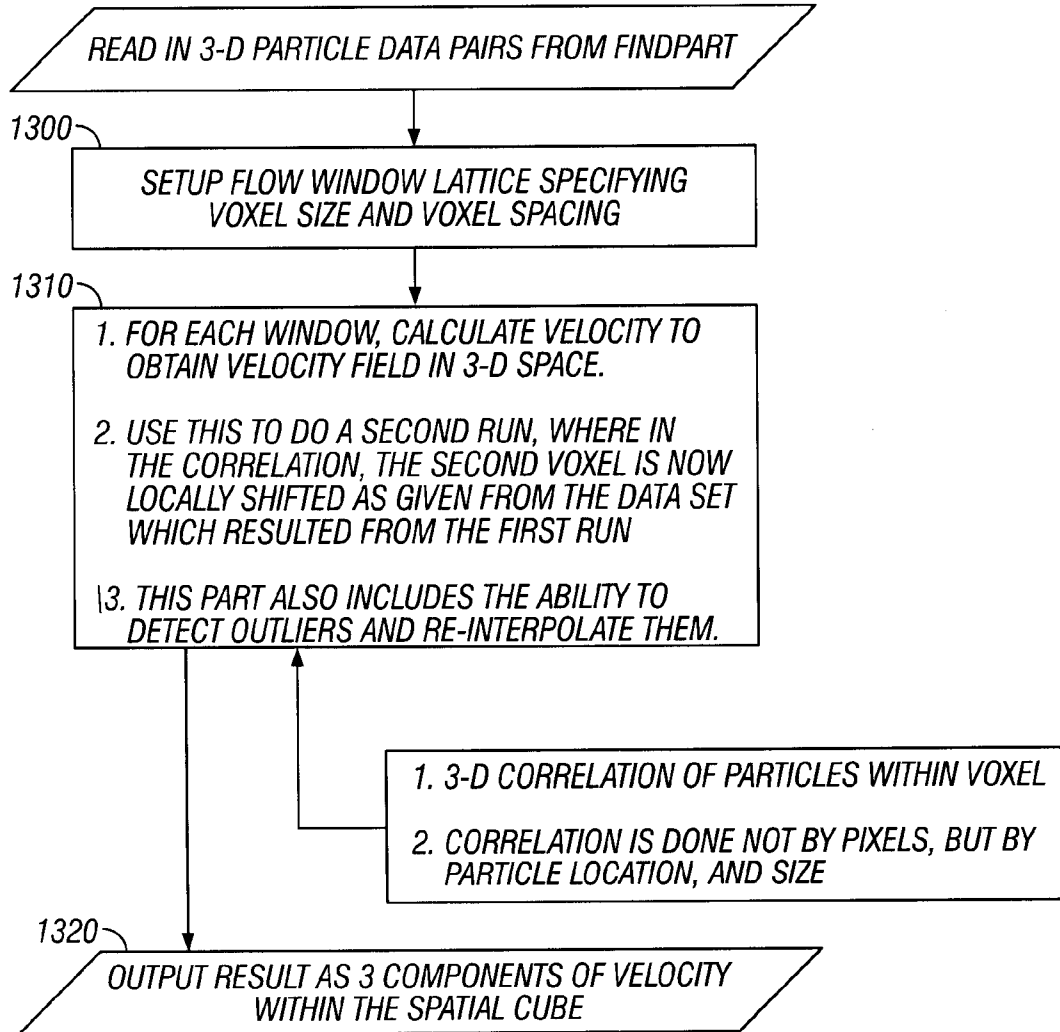 READ IN 3-D PARTICLE DATA PAIRS FROM FINDPART
1300
SETUP FLOW WINDOW LATTICE SPECIFYING
VOXEL SIZE AND VOXEL SPACING
1310
1. FOR EACH WINDOW, CALCULATE VELOCITY TO
OBTAIN VELOCITY FIELD IN 3-D SPACE.
2. USE THIS TO DO A SECOND RUN, WHERE IN
THE CORRELATION, THE SECOND VOXEL IS NOW
LOCALLY SHIFTED AS GIVEN FROM THE DATA SET
WHICH RESULTED FROM THE FIRST RUN
\3. THIS PART ALSO INCLUDES THE ABILITY TO
DETECT OUTLIERS AND RE-INTERPOLATE THEM.
1. 3-D CORRELATION OF PARTICLES WITHIN VOXEL
2. CORRELATION IS DONE NOT BY PIXELS, BUT BY
PARTICLE LOCATION, AND SIZE
1320
OUTPUT RESULT AS 3 COMPONENTS OF VELOCITY
WITHIN THE SPATIAL CUBE